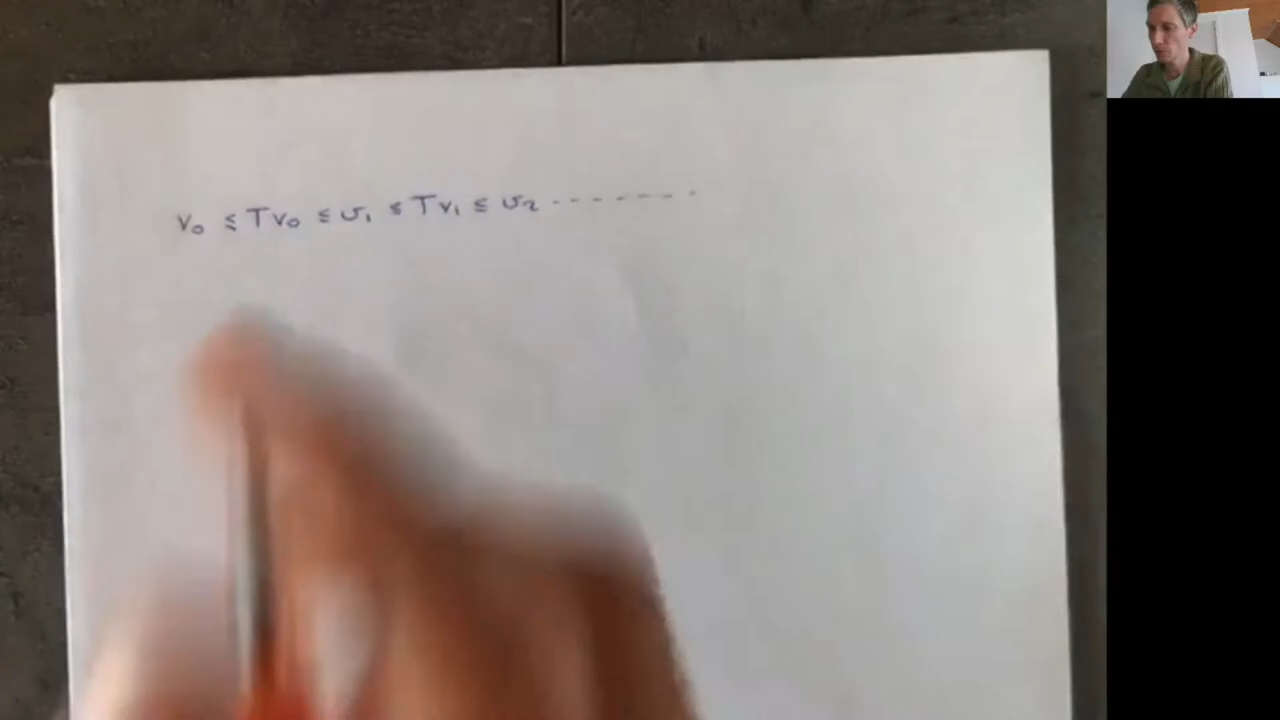 v₀ ≤ Tv₀ ≤ v₁ ≤ Tv₁ ≤ v₂ - - - - - - -